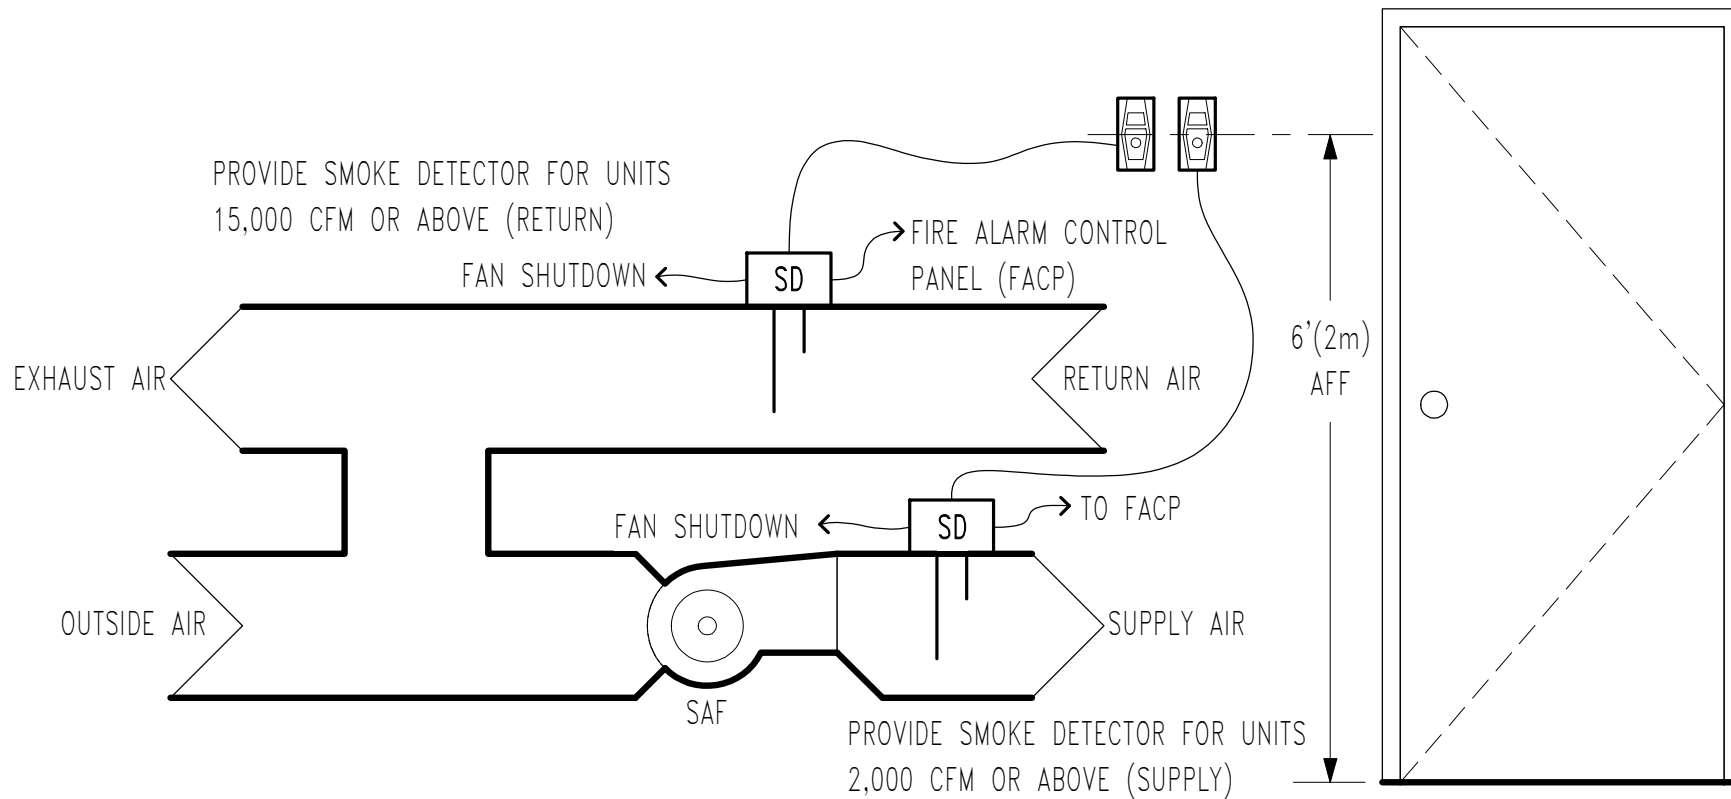 PROVIDE SMOKE DETECTOR FOR UNITS
15,000 CFM OR ABOVE (RETURN)
FIRE ALARM CONTROL
PANEL (FACP)
FAN SHUTDOWN
SD
6'(2m)
AFF
EXHAUST AIR
RETURN AIR
FAN SHUTDOWN
SD
TO FACP
OUTSIDE AIR
SUPPLY AIR
SAF
PROVIDE SMOKE DETECTOR FOR UNITS
2,000 CFM OR ABOVE (SUPPLY)